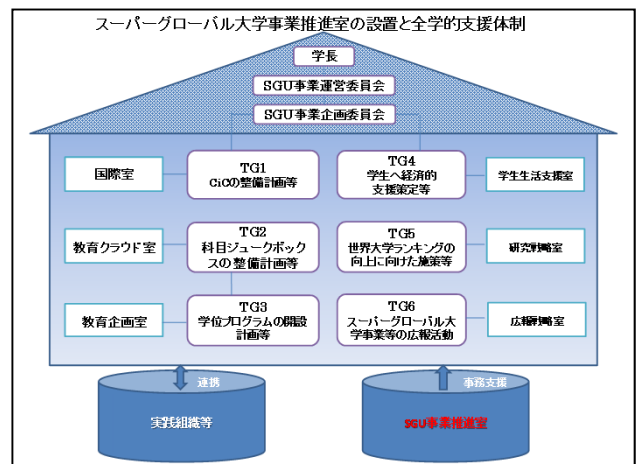 スーパーグローバル大学事業推進室の設置と全学的支援体制
学長
SGU事業運営委員会
SGU事業企画委員会
国際室
TG1
CiCの整備計画等
TG4
学生へ経済的
支援策定等
学生生活支援室
教育クラウド室
TG2
科目ジュークボック
スの整備計画等
TG5
世界大学ランキングの
向上に向けた施策等
研究戦略室
教育企画室
TG3
学位プログラムの開設
計画等
TG6
スーパーグローバル大
学事業等の広報活動
広報戦略室
連携
事務支援
実践組織等
SGU事業推進室